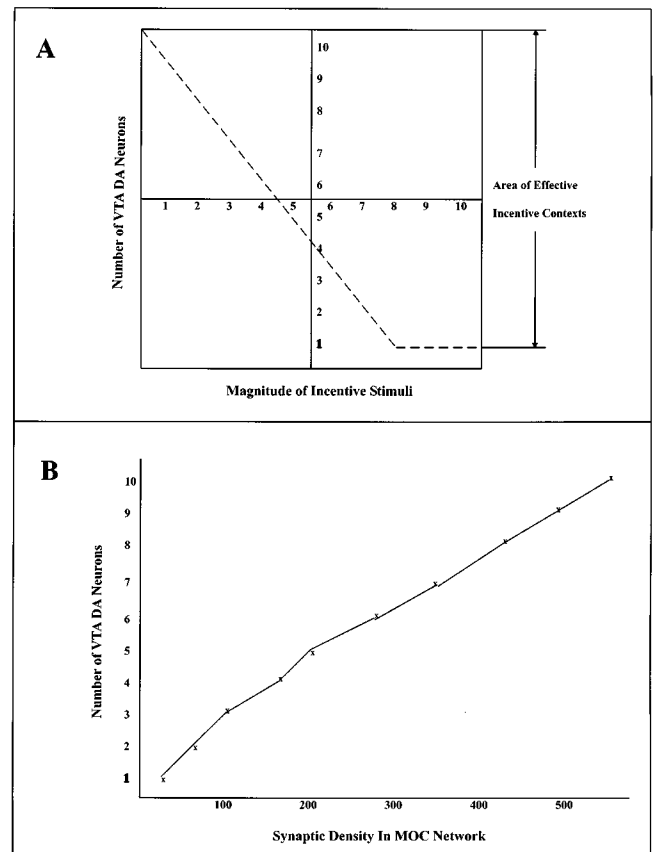 A
Number of VTA DA Neurons
10
9
8
7
6
1 2 3 4 5 6 7 8 9 10
5
4
3
2
1
Area of Effective
Incentive Contexts
Magnitude of Incentive Stimuli
B
Number of VTA DA Neurons
10
9
8
7
6
5
4
3
2
1
100 200 300 400 500
Synaptic Density In MOC Network